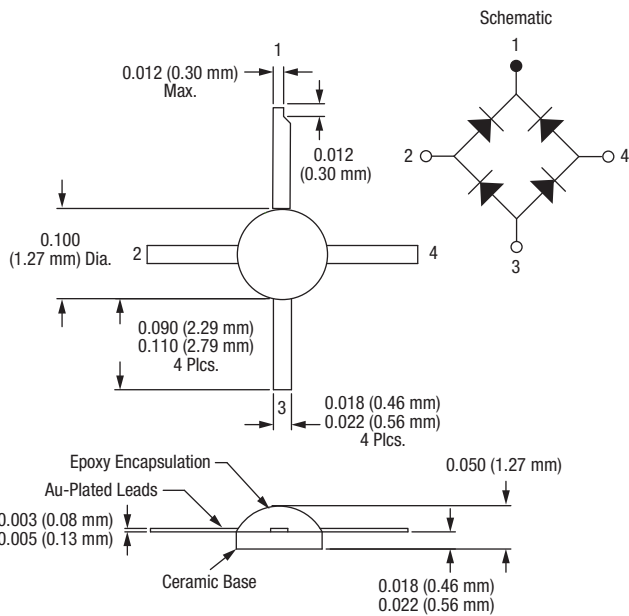 Schematic
1
2
4
3
1
0.012 (0.30 mm)
Max.
0.012
(0.30 mm)
0.100
(1.27 mm) Dia.
2
4
0.090 (2.29 mm)
0.110 (2.79 mm)
4 Plcs.
3
0.018 (0.46 mm)
0.022 (0.56 mm)
4 Plcs.
Epoxy Encapsulation
0.050 (1.27 mm)
Au-Plated Leads
0.003 (0.08 mm)
0.005 (0.13 mm)
Ceramic Base
0.018 (0.46 mm)
0.022 (0.56 mm)